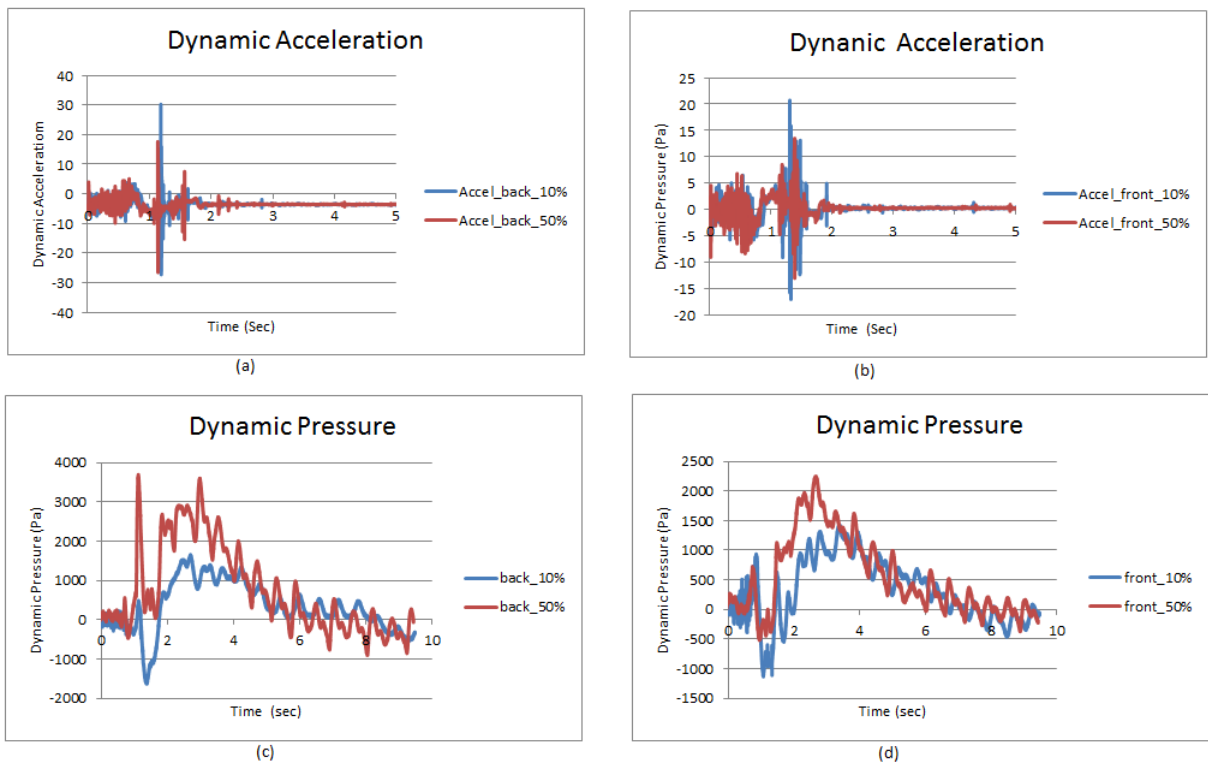 Dynamic Acceleration
40
30
20
10
0
-10
-20
-30
-40
Dynamic Acceleratiom
0 1 2 3 4 5
Time (Sec)
Accel_back_10%
Accel_back_50%
(a)
Dynanic Acceleration
25
20
15
10
5
0
-5
-10
-15
-20
Dynamic Pressure (Pa)
0 1 2 3 4 5
Time (Sec)
Accel_front_10%
Accel_front_50%
(b)
Dynamic Pressure
4000
3000
2000
1000
0
-1000
-2000
Dynamic Pressure (Pa)
0 2 4 6 8 10
Time (sec)
back_10%
back_50%
(c)
Dynamic Pressure
2500
2000
1500
1000
500
0
-500
-1000
-1500
Dynamic Pressure (Pa)
0 2 4 6 8 10
Time (sec)
front_10%
front_50%
(d)